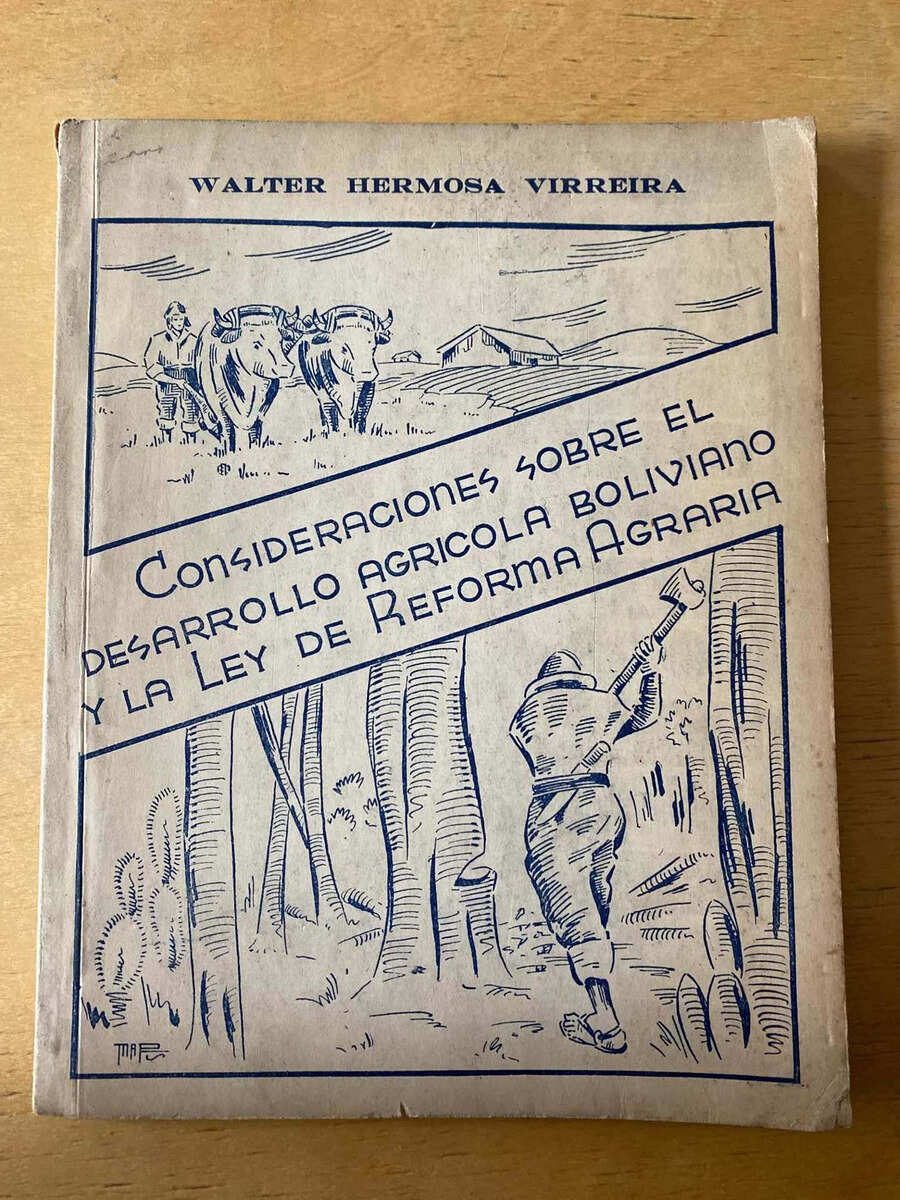 WALTER HERMOSA VIRREIRA
CONSIDERACIONES SOBRE EL
DESARROLLO AGRICOLA BOLIVIANO
Y LA LEY DE REFORMA AGRARIA